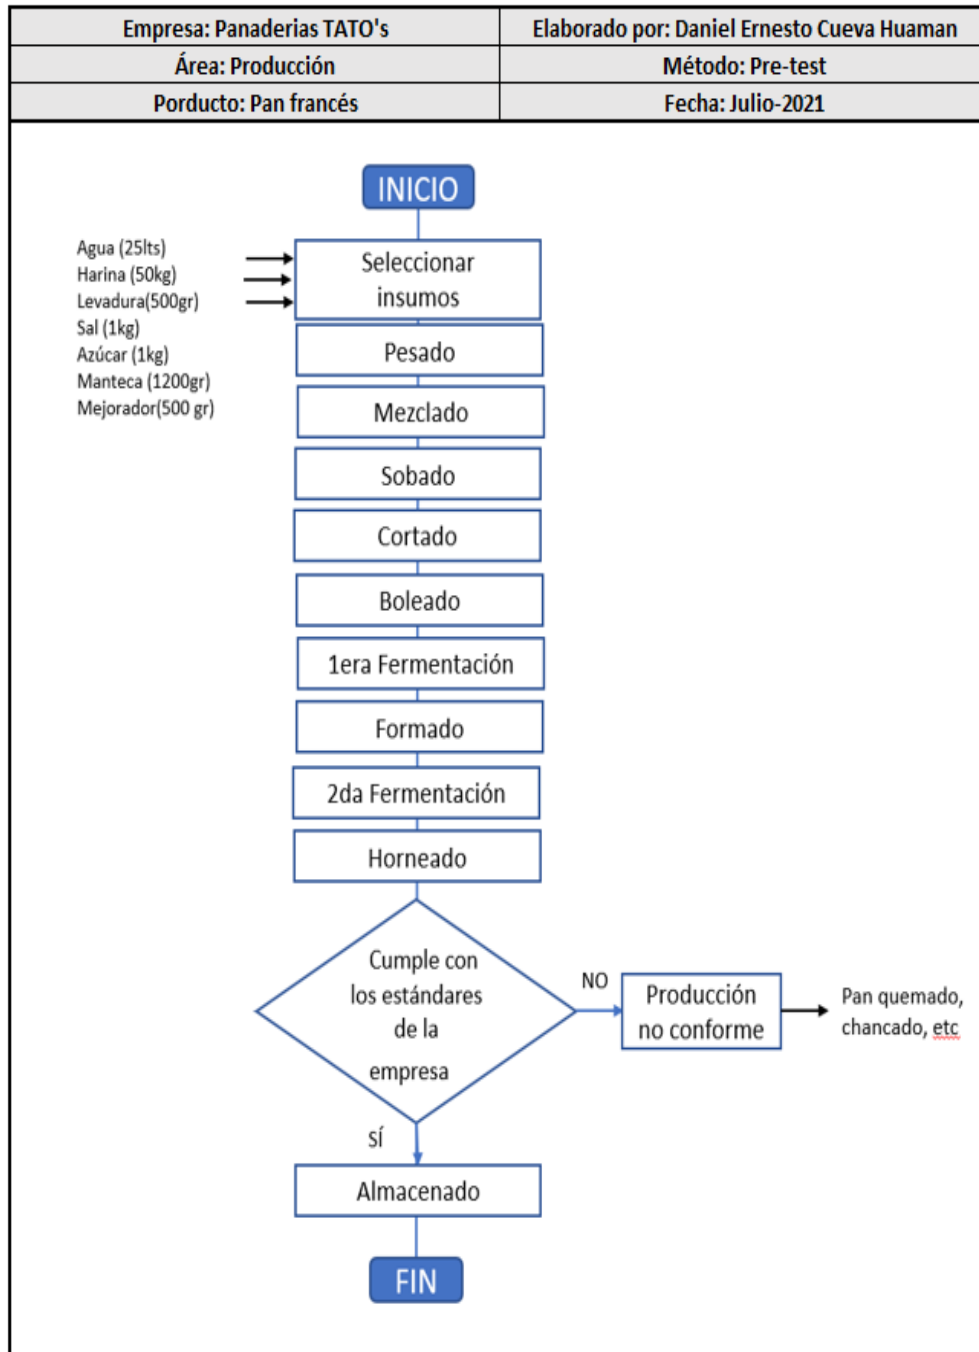 Empresa: Panaderias TATO's
Elaborado por: Daniel Ernesto Cueva Huaman
Área: Producción
Método: Pre-test
Porducto: Pan francés
Fecha: Julio-2021
INICIO
Agua (25lts)
Harina (50kg)
Levadura(500gr)
Sal (1kg)
Azúcar (1kg)
Manteca (1200gr)
Mejorador(500 gr)
Seleccionar
insumos
Pesado
Mezclado
Sobado
Cortado
Boleado
1era Fermentación
Formado
2da Fermentación
Horneado
Cumple con
los estándares
de la
empresa
NO
Producción
no conforme
Pan quemado,
chancado, etc
SÍ
Almacenado
FIN